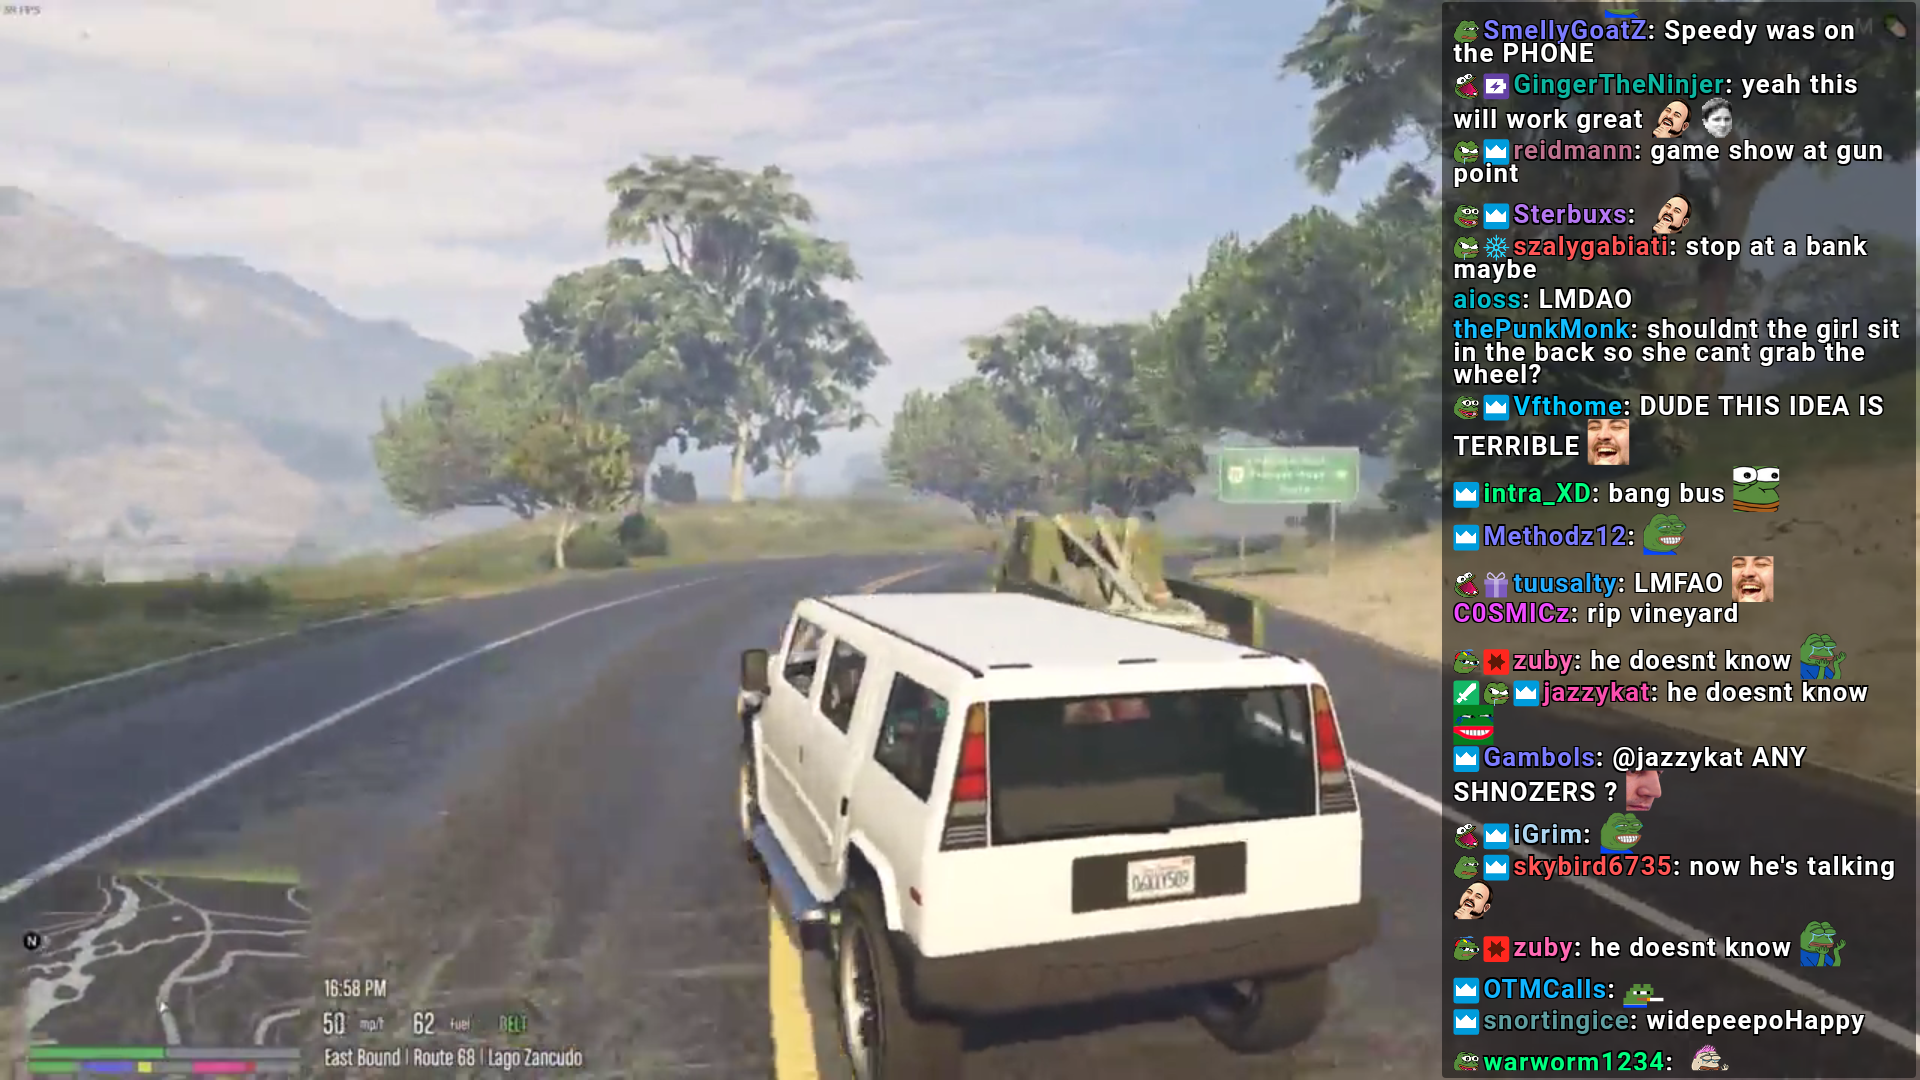 SmellyGoatZ: Speedy was on
the PHONE
GingerTheNinjer: yeah this
will work great
reidmann: game show at gun
point
Sterbuxs:
szalygabiati: stop at a bank
maybe
aioss: LMDAO
thePunkMonk: shouldnt the girl sit
in the back so she cant grab the
wheel?
Vfthome: DUDE THIS IDEA IS
TERRIBLE
intra_XD: bang bus
Methodz12:
tuusalty: LMFAO
C0SMICz: rip vineyard
zuby: he doesnt know
jazzykat: he doesnt know
Gambols: @jazzykat ANY
SHNOZERS ?
iGrim:
skybird6735: now he's talking
zuby: he doesnt know
OTMCalls:
snortingice: widepeepoHappy
warworm1234:
N
16:58 PM
50 mp/h 62 fuel BELT
East Bound | Route 68 | Lago Zancudo